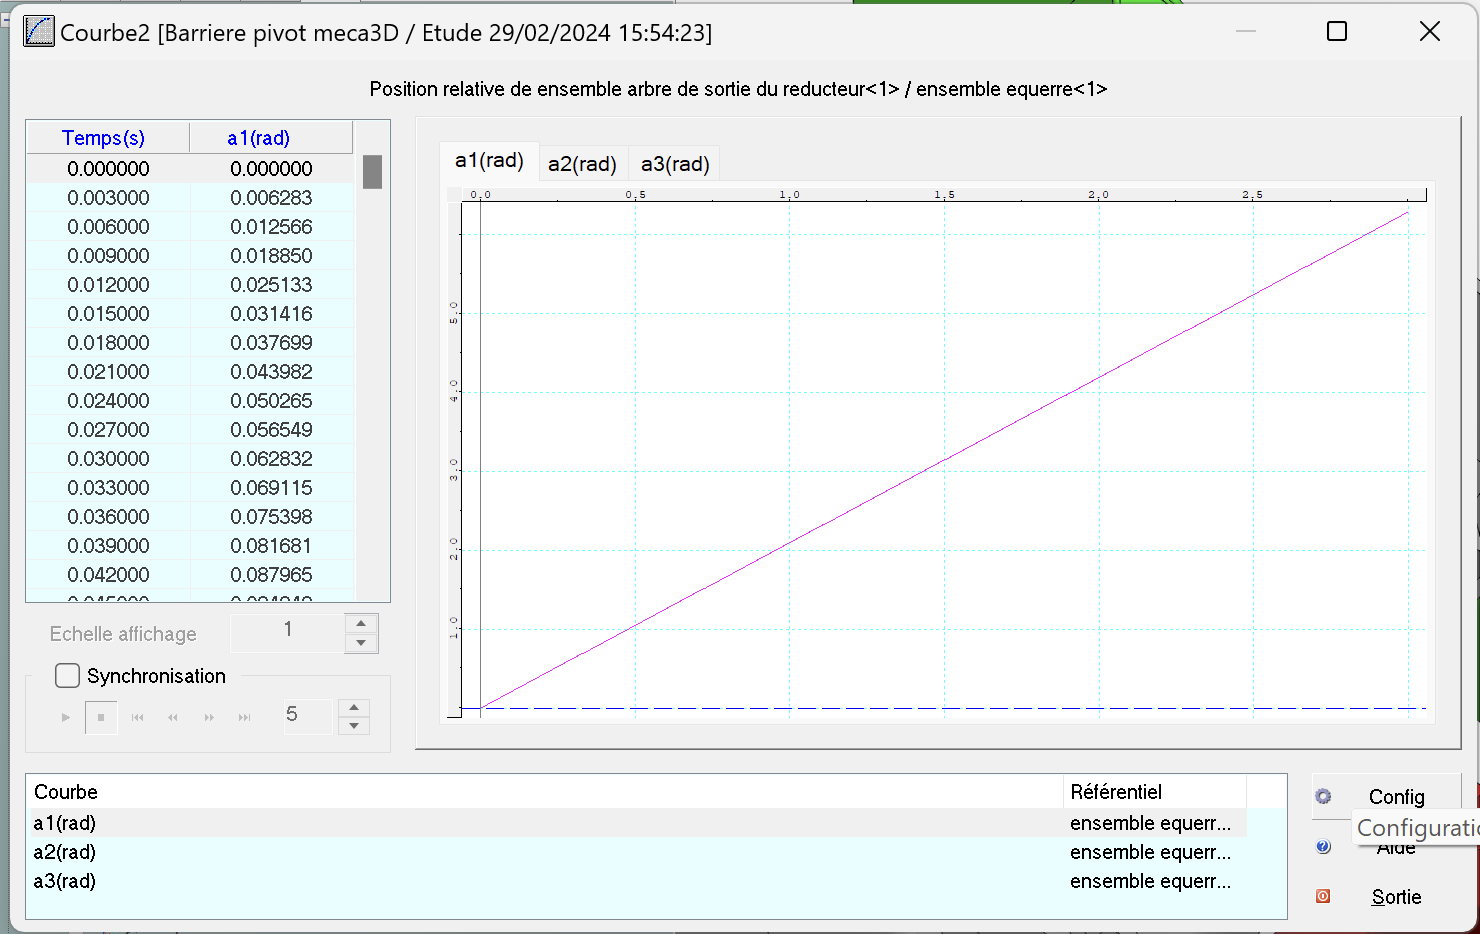 Courbe2 [Barriere pivot meca3D / Etude 29/02/2024 15:54:23]
Position relative de ensemble arbre de sortie du reducteur<1> / ensemble equerre<1>
Temps(s) a1(rad)
0.000000 0.000000
0.003000 0.006283
0.006000 0.012566
0.009000 0.018850
0.012000 0.025133
0.015000 0.031416
0.018000 0.037699
0.021000 0.043982
0.024000 0.050265
0.027000 0.056549
0.030000 0.062832
0.033000 0.069115
0.036000 0.075398
0.039000 0.081681
0.042000 0.087965
a1(rad) a2(rad) a3(rad)
0.0 0.5 1.0 1.5 2.0 2.5
5.0
4.0
3.0
2.0
1.0
Echelle affichage 1
Synchronisation
5
Courbe Référentiel
a1(rad) ensemble equerr...
a2(rad) ensemble equerr...
a3(rad) ensemble equerr...
Config
Configuratio
Aide
Sortie